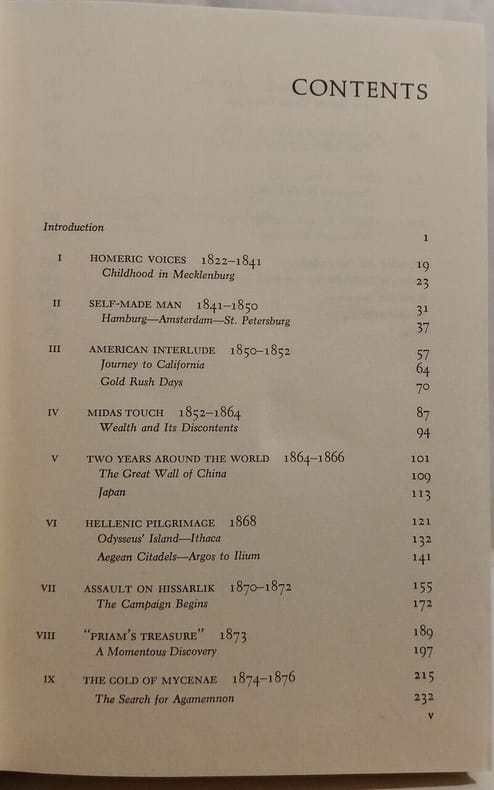 CONTENTS
Introduction 1
I HOMERIC VOICES 1822–1841 19
Childhood in Mecklenburg 23
II SELF-MADE MAN 1841–1850 31
Hamburg—Amsterdam—St. Petersburg 37
III AMERICAN INTERLUDE 1850–1852 57
Journey to California 64
Gold Rush Days 70
IV MIDAS TOUCH 1852–1864 87
Wealth and Its Discontents 94
V TWO YEARS AROUND THE WORLD 1864–1866 101
The Great Wall of China 109
Japan 113
VI HELLENIC PILGRIMAGE 1868 121
Odysseus' Island—Ithaca 132
Aegean Citadels—Argos to Ilium 141
VII ASSAULT ON HISSARLIK 1870–1872 155
The Campaign Begins 172
VIII "PRIAM'S TREASURE" 1873 189
A Momentous Discovery 197
IX THE GOLD OF MYCENAE 1874–1876 215
The Search for Agamemnon 232
v